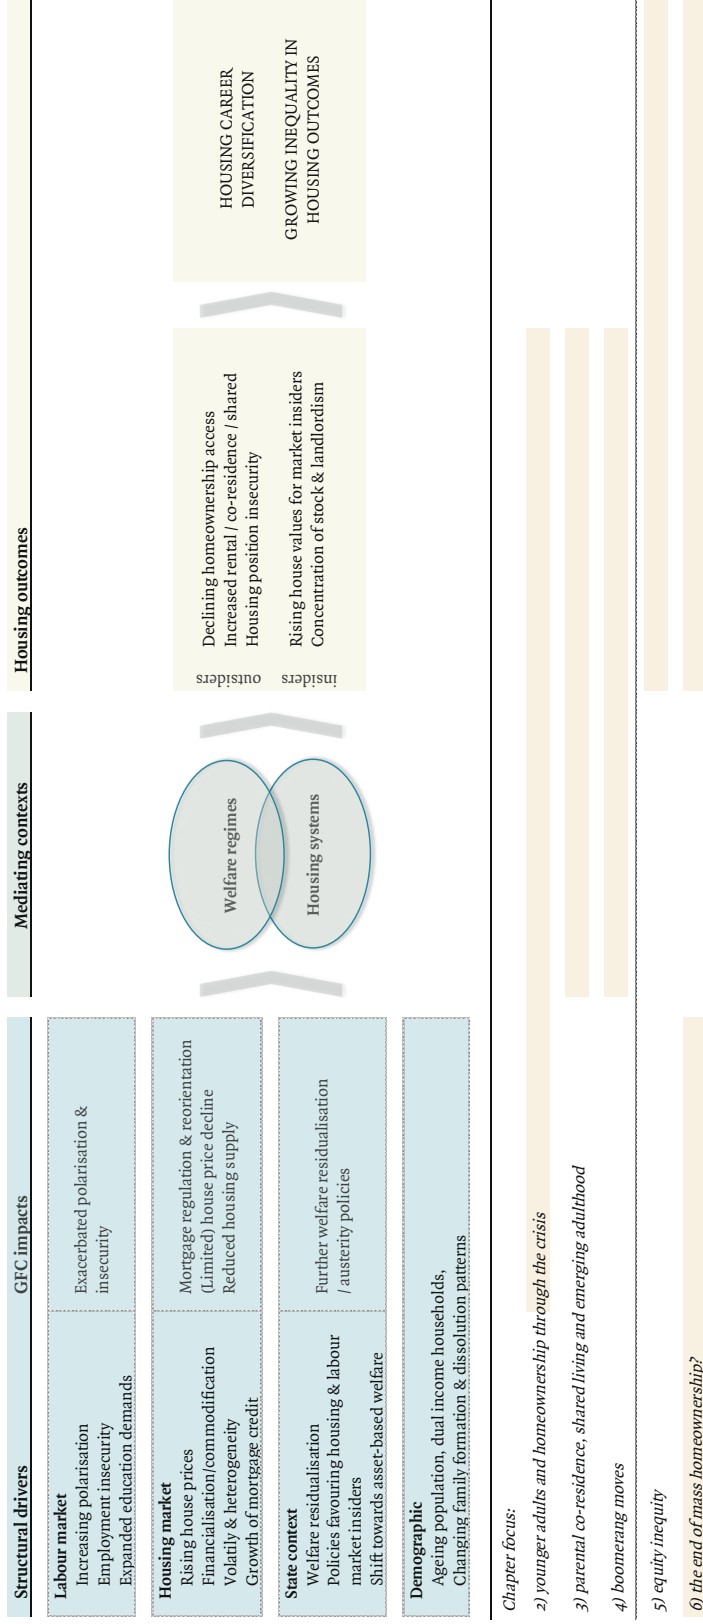 Structural drivers
GFC impacts
Mediating contexts
Housing outcomes
Labour market
Increasing polarisation
Employment insecurity
Expanded education demands
Exacerbated polarisation &
insecurity
Housing market
Rising house prices
Financialisation/commodification
Volatily & heterogeneity
Growth of mortgage credit
Mortgage regulation & reorientation
(Limited) house price decline
Reduced housing supply
State context
Welfare residualisation
Policies favouring housing & labour
market insiders
Shift towards asset-based welfare
Further welfare residualisation
/ austerity policies
Demographic
Ageing population, dual income households,
Changing family formation & dissolution patterns
Welfare regimes
Housing systems
outsiders
Declining homeownership access
Increased rental / co-residence / shared
Housing position insecurity
insiders
Rising house values for market insiders
Concentration of stock & landlordism
HOUSING CAREER
DIVERSIFICATION
GROWING INEQUALITY IN
HOUSING OUTCOMES
Chapter focus:
2) younger adults and homeownership through the crisis
3) parental co-residence, shared living and emerging adulthood
4) boomerang moves
5) equity inequity
6) the end of mass homeownership?